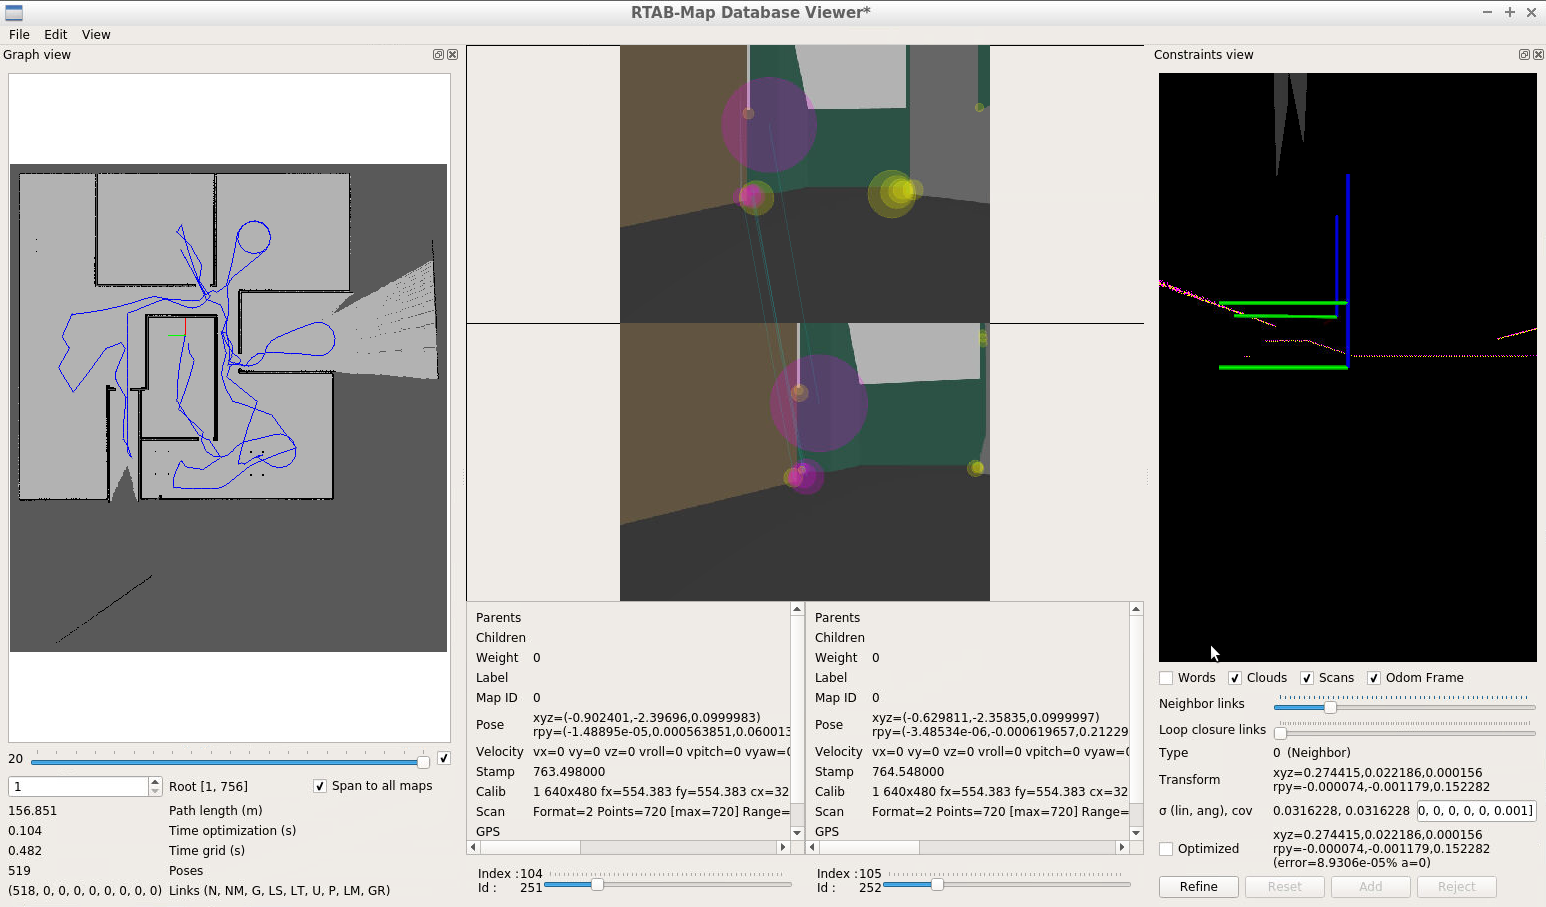 RTAB-Map Database Viewer*
File Edit View
Graph view
20
1 Root [1, 756] Span to all maps
156.851 Path length (m)
0.104 Time optimization (s)
0.482 Time grid (s)
519 Poses
(518, 0, 0, 0, 0, 0, 0, 0, 0) Links (N, NM, G, LS, LT, U, P, LM, GR)
Parents
Children
Weight 0
Label
Map ID 0
Pose xyz=(-0.902401,-2.39696,0.0999983)
rpy=(-1.48895e-05,0.000563851,0.060013
Velocity vx=0 vy=0 vz=0 vroll=0 vpitch=0 vyaw=0
Stamp 763.498000
Calib 1 640x480 fx=554.383 fy=554.383 cx=32
Scan Format=2 Points=720 [max=720] Range=
GPS
Index : 104
Id : 251
Parents
Children
Weight 0
Label
Map ID 0
Pose xyz=(-0.629811,-2.35835,0.0999997)
rpy=(-3.48534e-06,-0.000619657,0.21229
Velocity vx=0 vy=0 vz=0 vroll=0 vpitch=0 vyaw=0
Stamp 764.548000
Calib 1 640x480 fx=554.383 fy=554.383 cx=32
Scan Format=2 Points=720 [max=720] Range=
GPS
Index : 105
Id : 252
Constraints view
Words Clouds Scans Odom Frame
Neighbor links
Loop closure links
Type 0 (Neighbor)
Transform xyz=0.274415,0.022186,0.000156
rpy=-0.000074,-0.001179,0.152282
σ (lin, ang), cov 0.0316228, 0.0316228 0, 0, 0, 0, 0, 0.001]
Optimized xyz=0.274415,0.022186,0.000156
rpy=-0.000074,-0.001179,0.152282
(error=8.9306e-05% a=0)
Refine Reset Add Reject